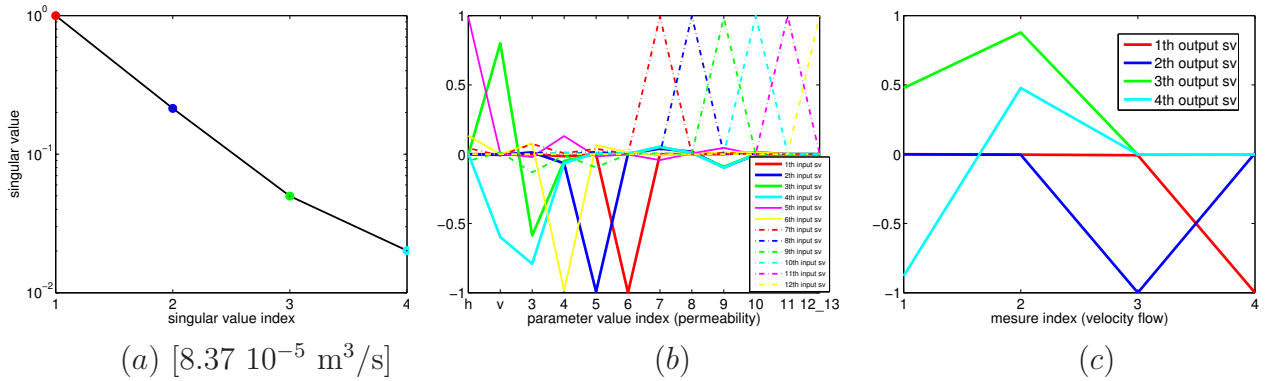 10^0
10^{-1}
10^{-2}
singular value
1 2 3 4
singular value index
(a) [8.37 10^{-5} m^3/s]
1
0.5
0
−0.5
−1
h v 3 4 5 6 7 8 9 10 11 12_13
parameter value index (permeability)
1th input sv
2th input sv
3th input sv
4th input sv
5th input sv
6th input sv
7th input sv
8th input sv
9th input sv
10th input sv
11th input sv
12th input sv
(b)
1
0.5
0
−0.5
−1
1 2 3 4
mesure index (velocity flow)
1th output sv
2th output sv
3th output sv
4th output sv
(c)